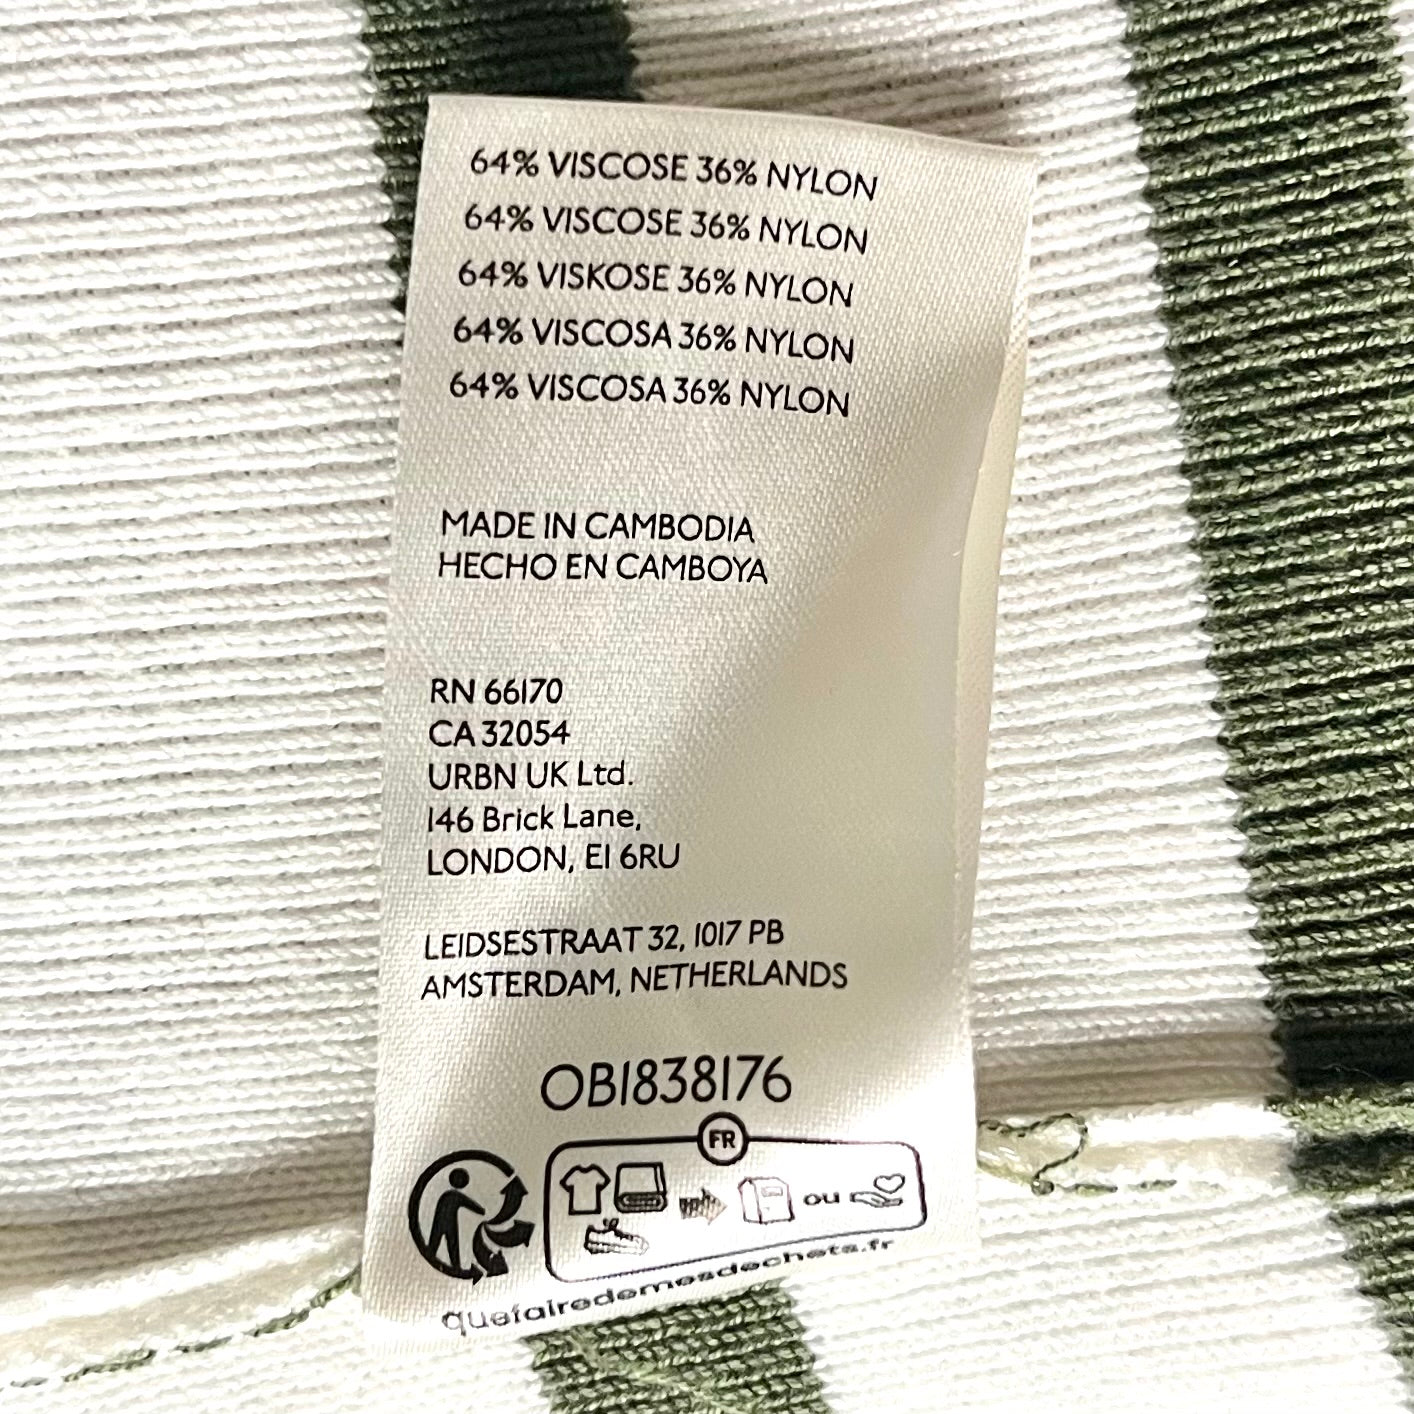 64% VISCOSE 36% NYLON
64% VISCOSE 36% NYLON
64% VISKOSE 36% NYLON
64% VISCOSA 36% NYLON
64% VISCOSA 36% NYLON
MADE IN CAMBODIA
HECHO EN CAMBOYA
RN 66170
CA 32054
URBN UK Ltd.
146 Brick Lane,
LONDON, E1 6RU
LEIDSESTRAAT 32, 1017 PB
AMSTERDAM, NETHERLANDS
OB1838176
FR
ou
quefairedemesdechets.fr